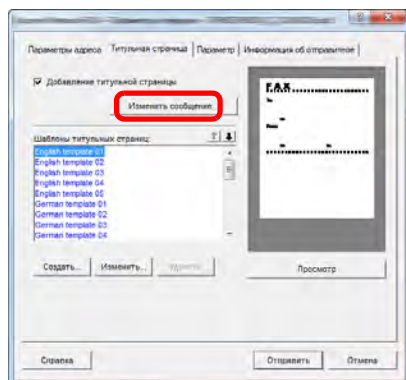 Параметры адреса Титульная страница Параметр Информация об отправителе
Добавление титульной страницы
Изменить сообщение
Шаблоны титульных страниц:
English template 01
English template 02
English template 03
English template 04
English template 05
German template 01
German template 02
German template 03
German template 04
Создать... Изменить... Удалить
Просмотр
FAX
Справка Отправить Отмена